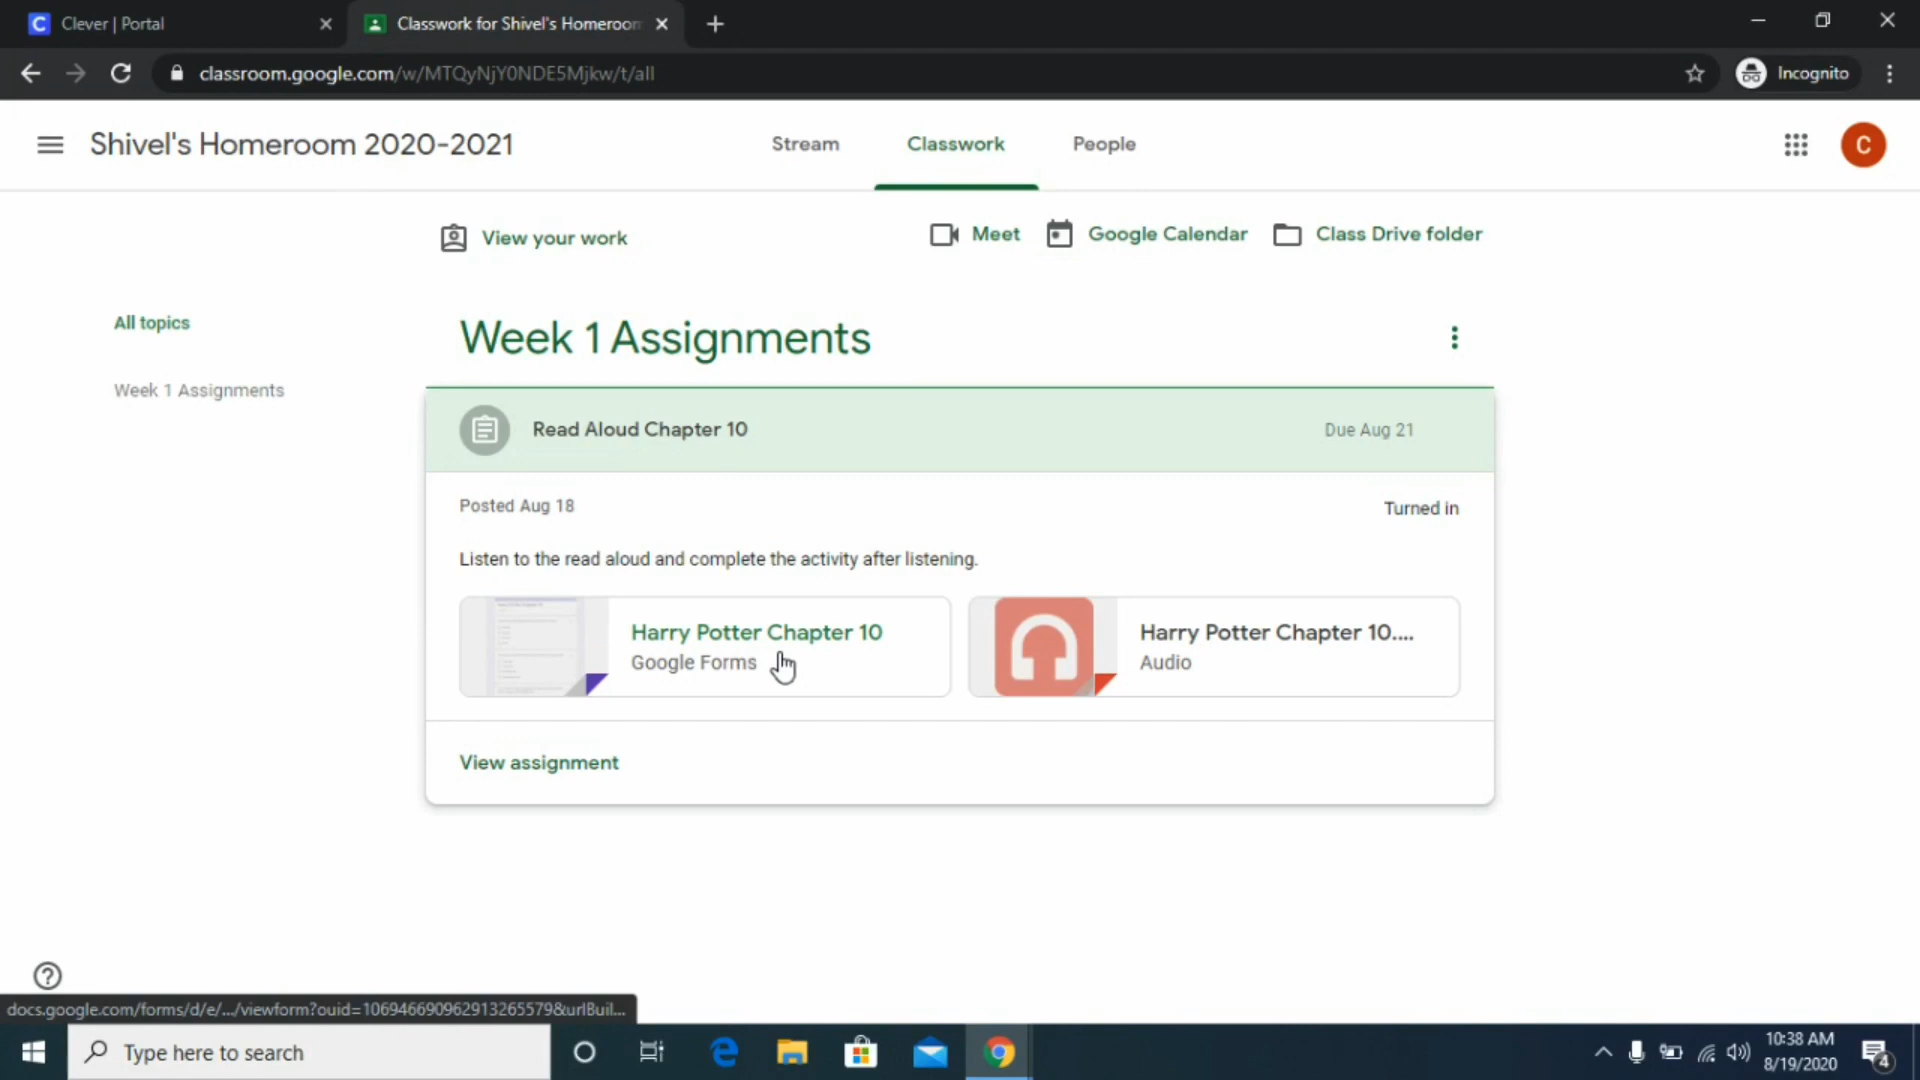 Clever | Portal
Classwork for Shivel's Homeroom
classroom.google.com/w/MTQyNjY0NDE5Mjkw/t/all
Incognito
Shivel's Homeroom 2020-2021
Stream
Classwork
People
C
View your work
Meet
Google Calendar
Class Drive folder
All topics
Week 1 Assignments
Week 1 Assignments
Read Aloud Chapter 10
Due Aug 21
Posted Aug 18
Turned in
Listen to the read aloud and complete the activity after listening.
Harry Potter Chapter 10
Google Forms
Harry Potter Chapter 10....
Audio
View assignment
docs.google.com/forms/d/e/.../viewform?ouid=106946690962913265579&urlBuil...
Type here to search
10:38 AM
8/19/2020
4